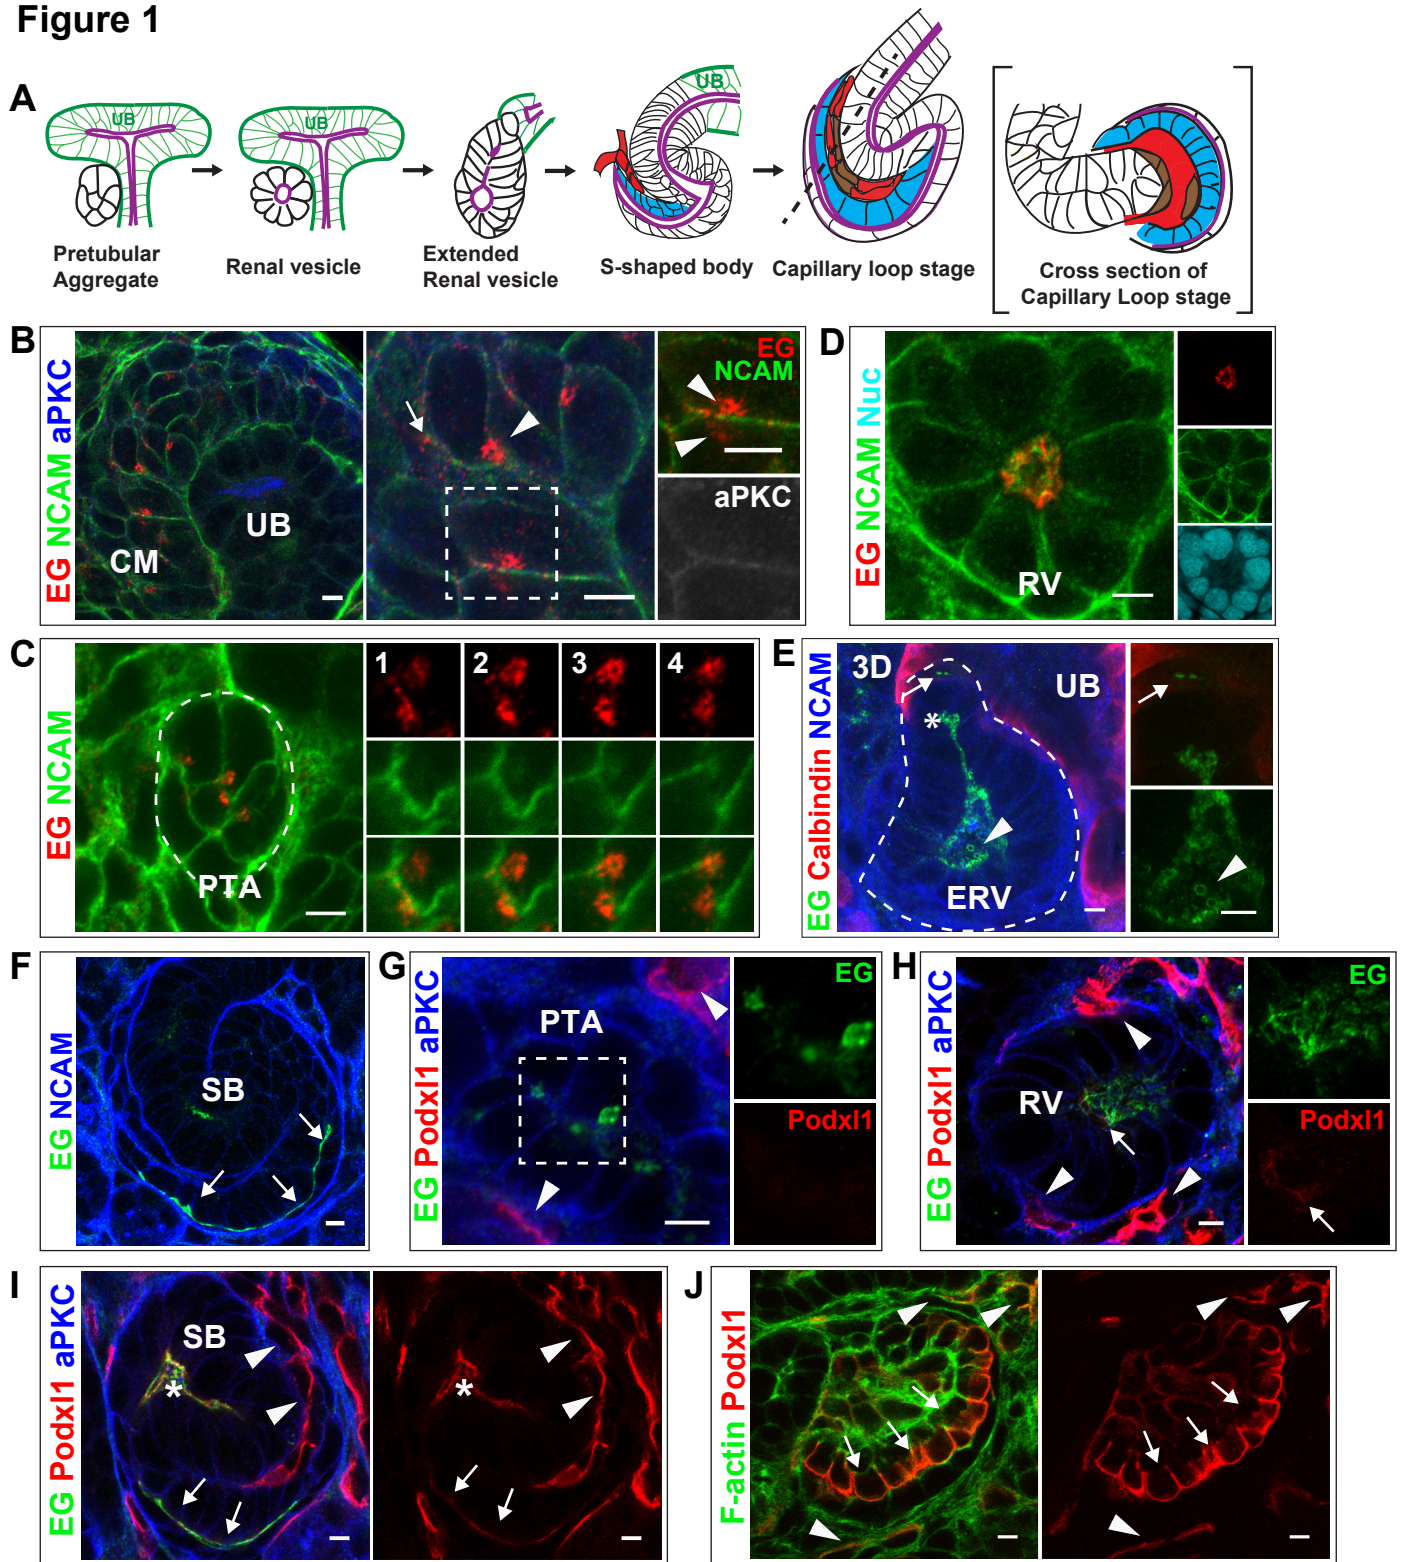 Figure 1
A
UB
UB
UB
Pretubular
Aggregate
Renal vesicle
Extended
Renal vesicle
S-shaped body
Capillary loop stage
Cross section of
Capillary Loop stage
B
EG NCAM aPKC
CM
UB
EG
NCAM
aPKC
D
EG NCAM Nuc
RV
C
EG NCAM
PTA
1
2
3
4
E
EG Calbindin NCAM
3D
UB
*
ERV
F
EG NCAM
SB
G
EG Podxl1 aPKC
PTA
EG
Podxl1
H
EG Podxl1 aPKC
RV
EG
Podxl1
I
EG Podxl1 aPKC
SB
*
*
J
F-actin Podxl1